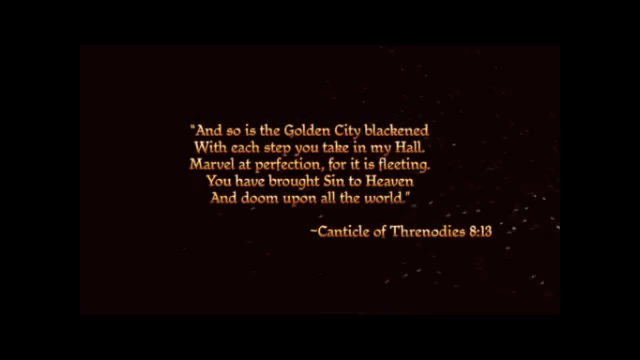 "And so is the Golden City blackened
With each step you take in my Hall.
Marvel at perfection, for it is fleeting.
You have brought Sin to Heaven
And doom upon all the world."
~Canticle of Threnodies 8:13